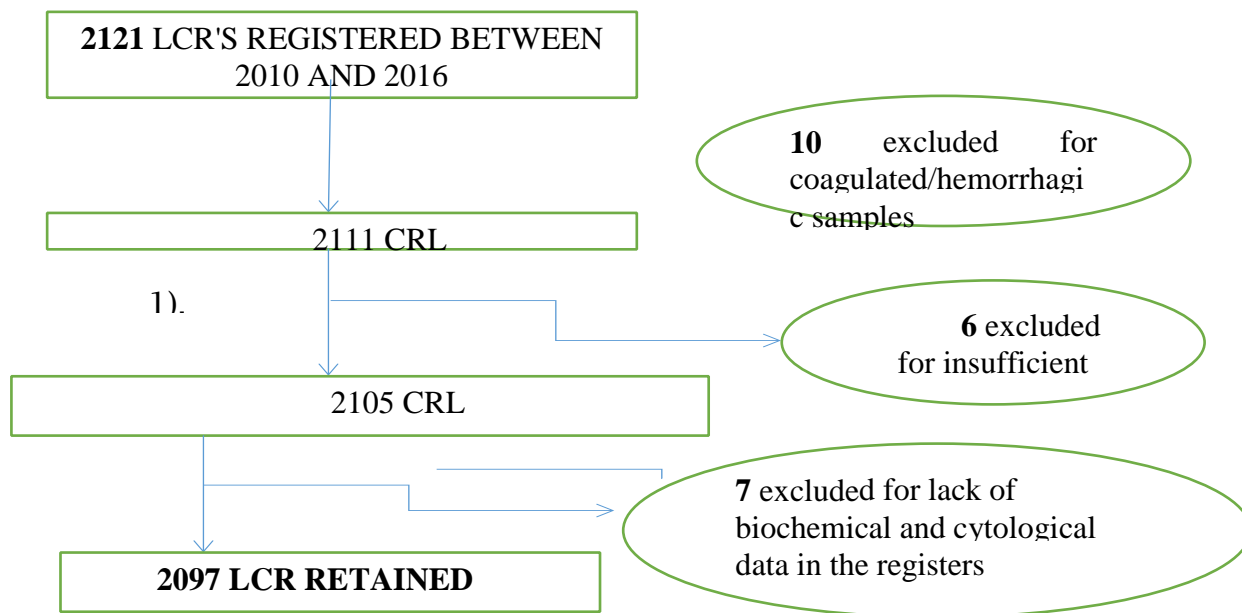 2121 LCR'S REGISTERED BETWEEN
2010 AND 2016
10 excluded for
coagulated/hemorrhagi
c samples
2111 CRL
1).
6 excluded
for insufficient
2105 CRL
7 excluded for lack of
biochemical and cytological
data in the registers
2097 LCR RETAINED